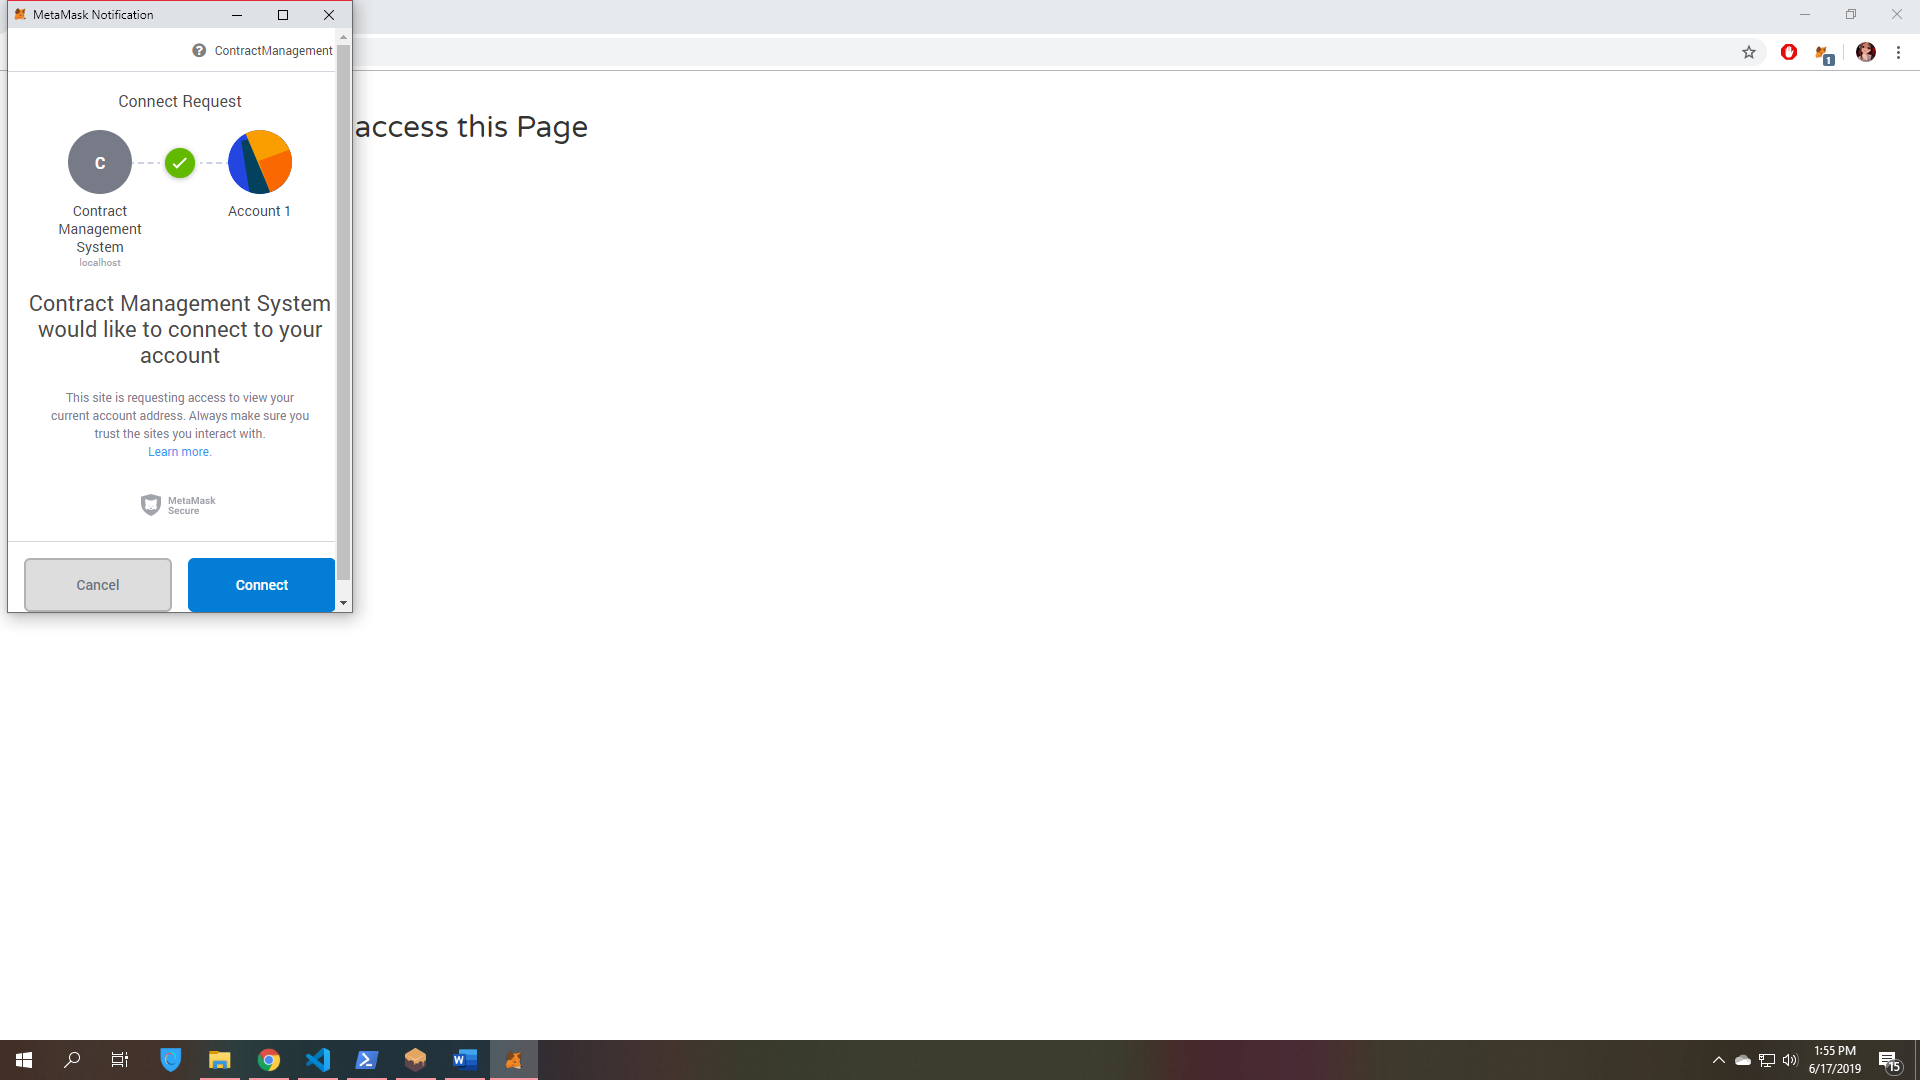 MetaMask Notification
ContractManagement
Connect Request
C
Contract
Management
System
localhost
Account 1
Contract Management System
would like to connect to your
account
This site is requesting access to view your
current account address. Always make sure you
trust the sites you interact with.
Learn more.
MetaMask
Secure
Cancel
Connect
access this Page
1
1:55 PM
6/17/2019
15